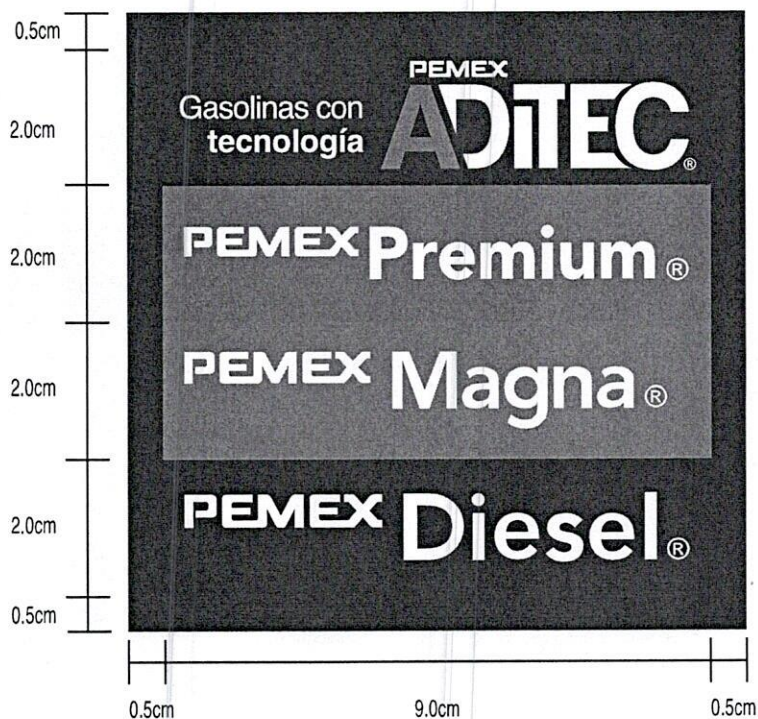 0.5cm
2.0cm
2.0cm
2.0cm
2.0cm
0.5cm
PEMEX
Gasolinas con
tecnología
ADiTEC®
PEMEX Premium®
PEMEX Magna®
PEMEX Diesel®
0.5cm
9.0cm
0.5cm